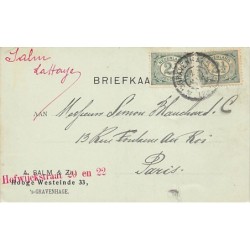 Salm
La Haye
BRIEFKAA
AAN Messieurs Simon Blanchard &
13 Rue Fontaine Au Roi
Paris.
A. SALM & Z
Hofwijckstraat 20 en 22
Hooge Westeinde 33,
'S-GRAVENHAGE.